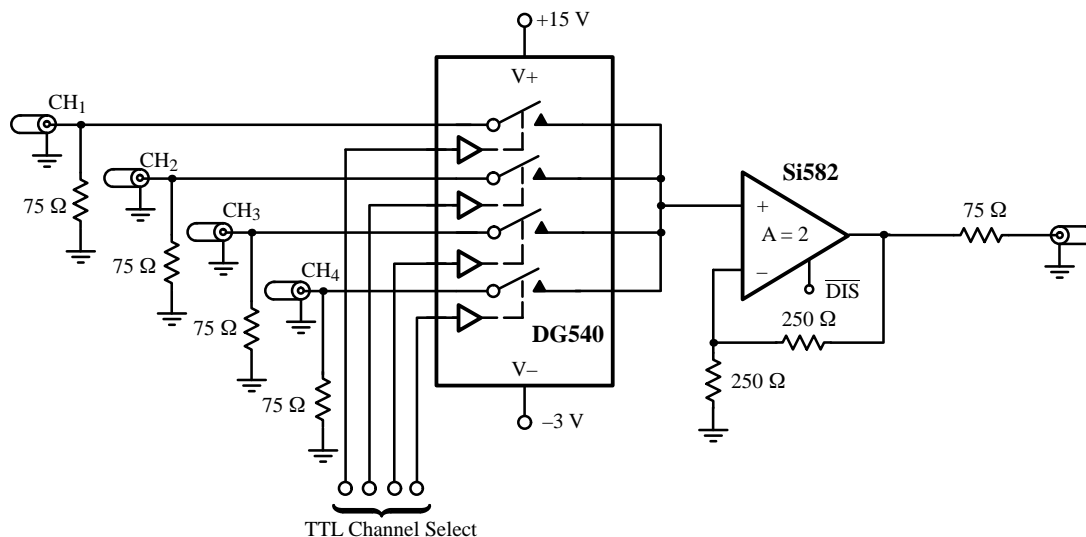 +15 V
V+
CH1
CH2
CH3
CH4
75 Ω
75 Ω
75 Ω
75 Ω
DG540
V–
–3 V
TTL Channel Select
Si582
+
A = 2
–
DIS
75 Ω
250 Ω
250 Ω